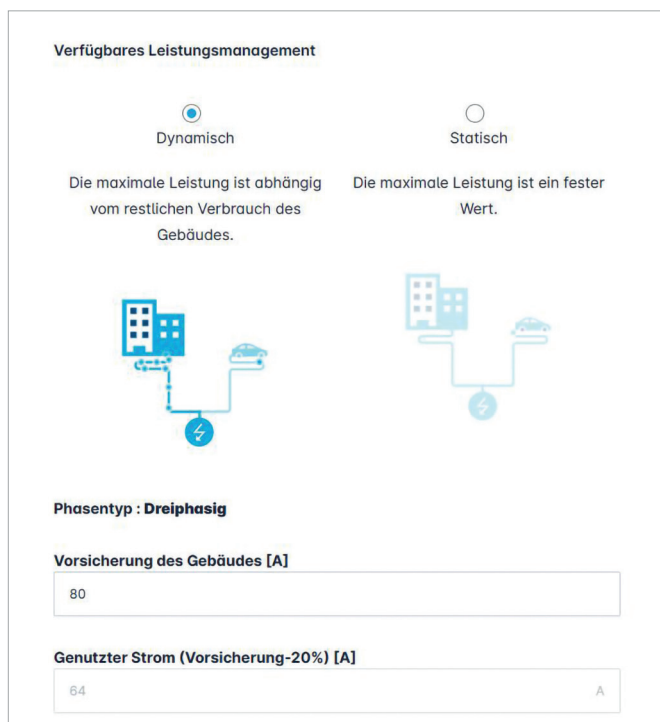 Verfügbares Leistungsmanagement
Dynamisch
Die maximale Leistung ist abhängig
vom restlichen Verbrauch des
Gebäudes.
Statisch
Die maximale Leistung ist ein fester
Wert.
Phasentyp : Dreiphasig
Vorsicherung des Gebäudes [A]
80
Genutzter Strom (Vorsicherung-20%) [A]
64 A